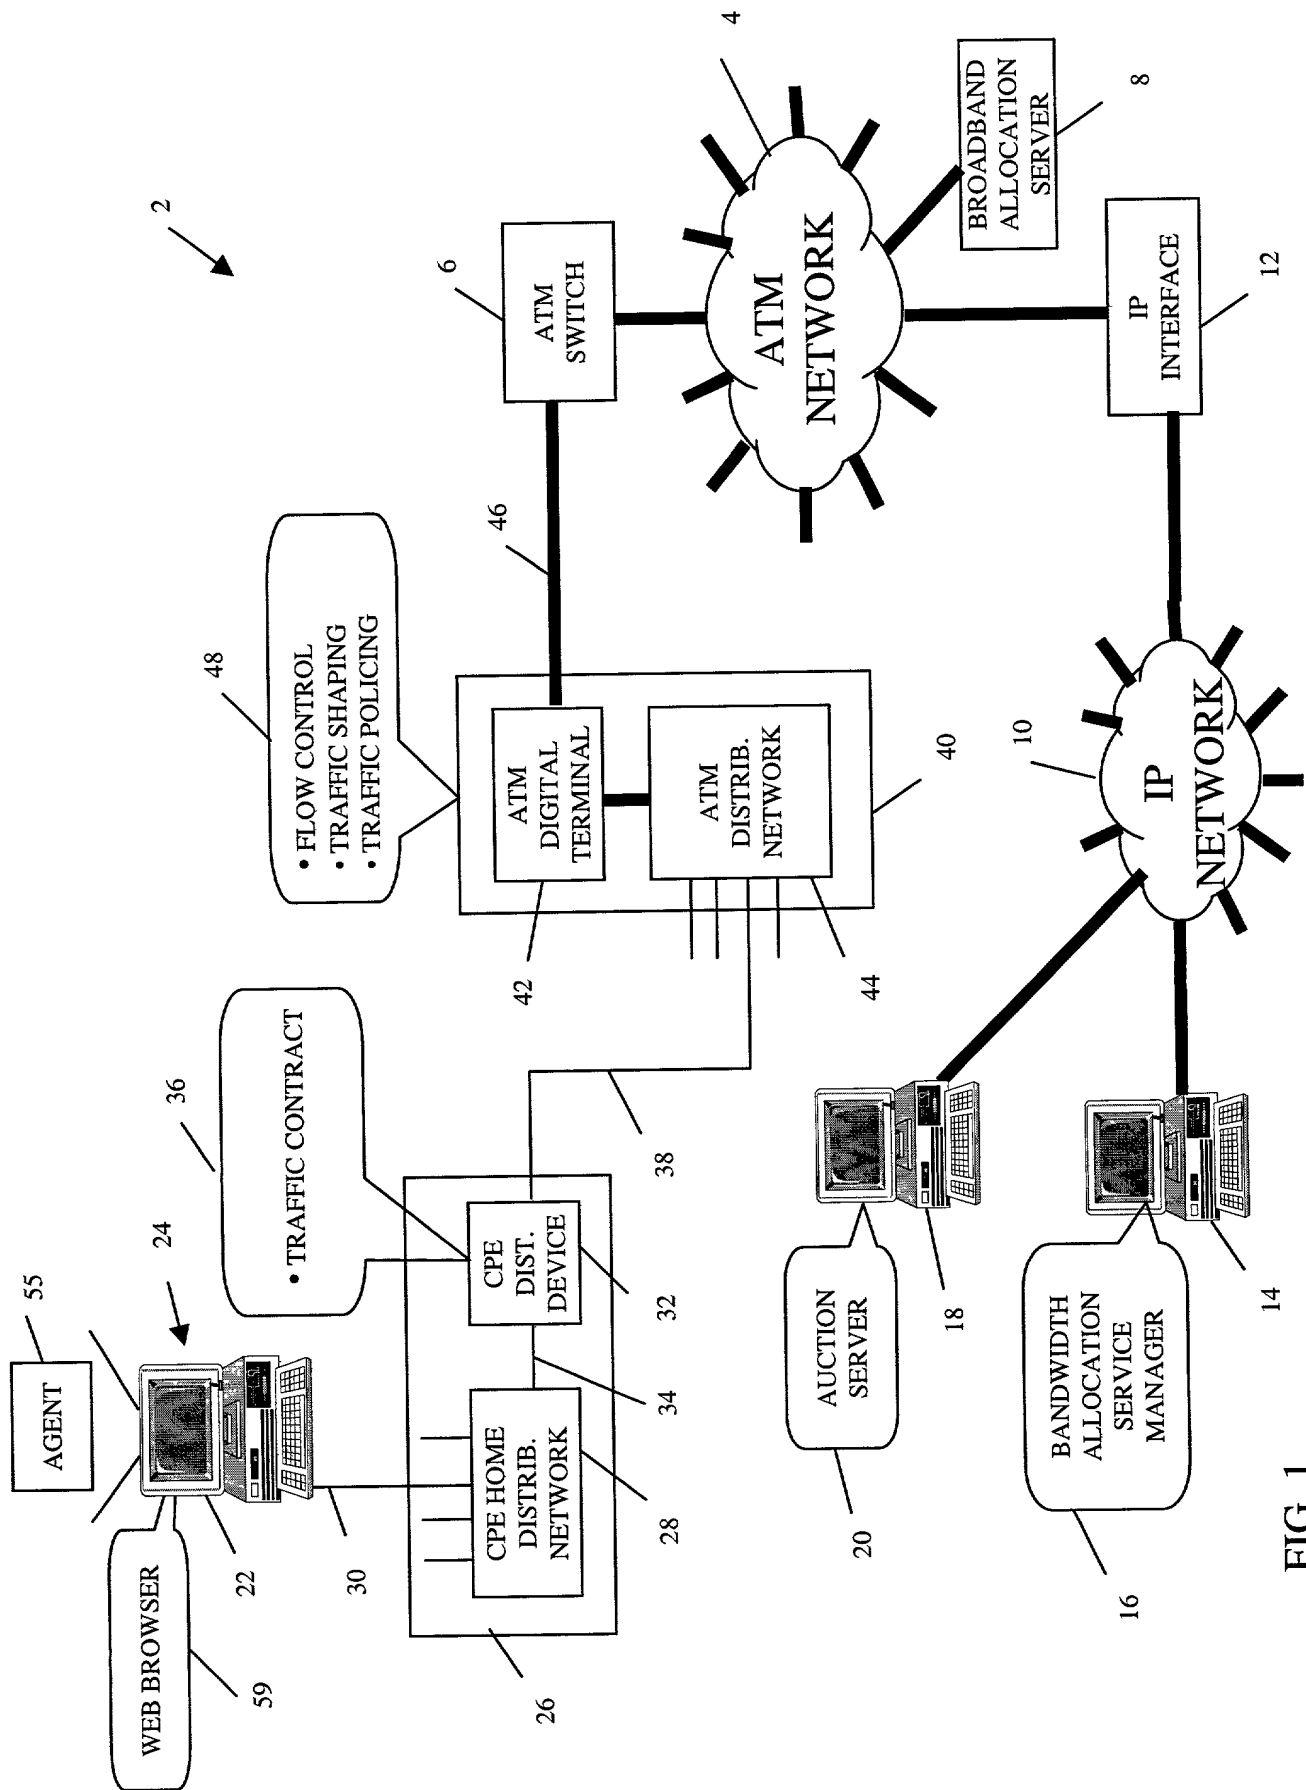 AGENT
55
24
WEB BROWSER
59
22
30
26
CPE HOME
DISTRIB.
NETWORK
28
34
CPE
DIST.
DEVICE
32
36
• TRAFFIC CONTRACT
38
48
• FLOW CONTROL
• TRAFFIC SHAPING
• TRAFFIC POLICING
ATM
DIGITAL
TERMINAL
42
ATM
DISTRIB.
NETWORK
44
40
46
2
6
ATM
SWITCH
4
ATM
NETWORK
BROADBAND
ALLOCATION
SERVER
8
IP
INTERFACE
12
10
IP
NETWORK
AUCTION
SERVER
20
18
BANDWIDTH
ALLOCATION
SERVICE
MANAGER
16
14
FIG. 1